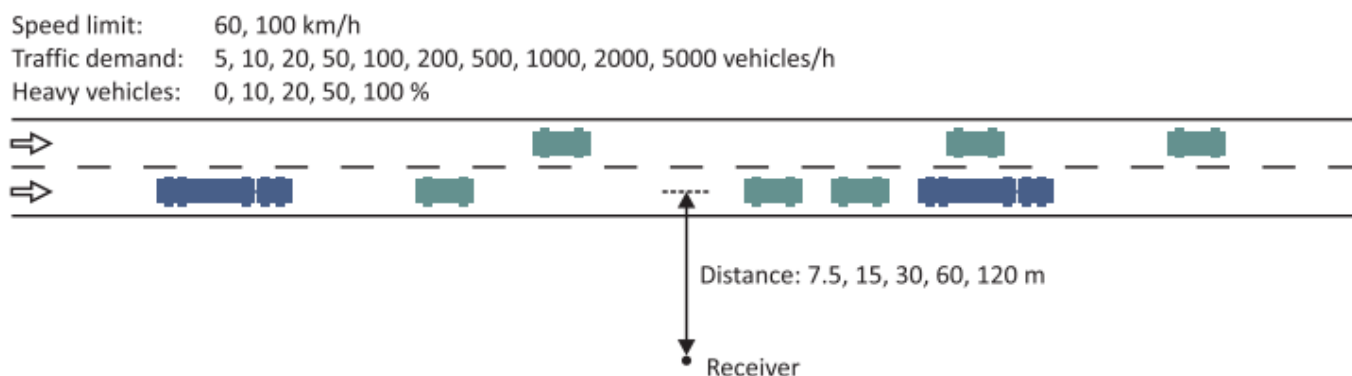 Speed limit: 60, 100 km/h
Traffic demand: 5, 10, 20, 50, 100, 200, 500, 1000, 2000, 5000 vehicles/h
Heavy vehicles: 0, 10, 20, 50, 100 %
Distance: 7.5, 15, 30, 60, 120 m
Receiver